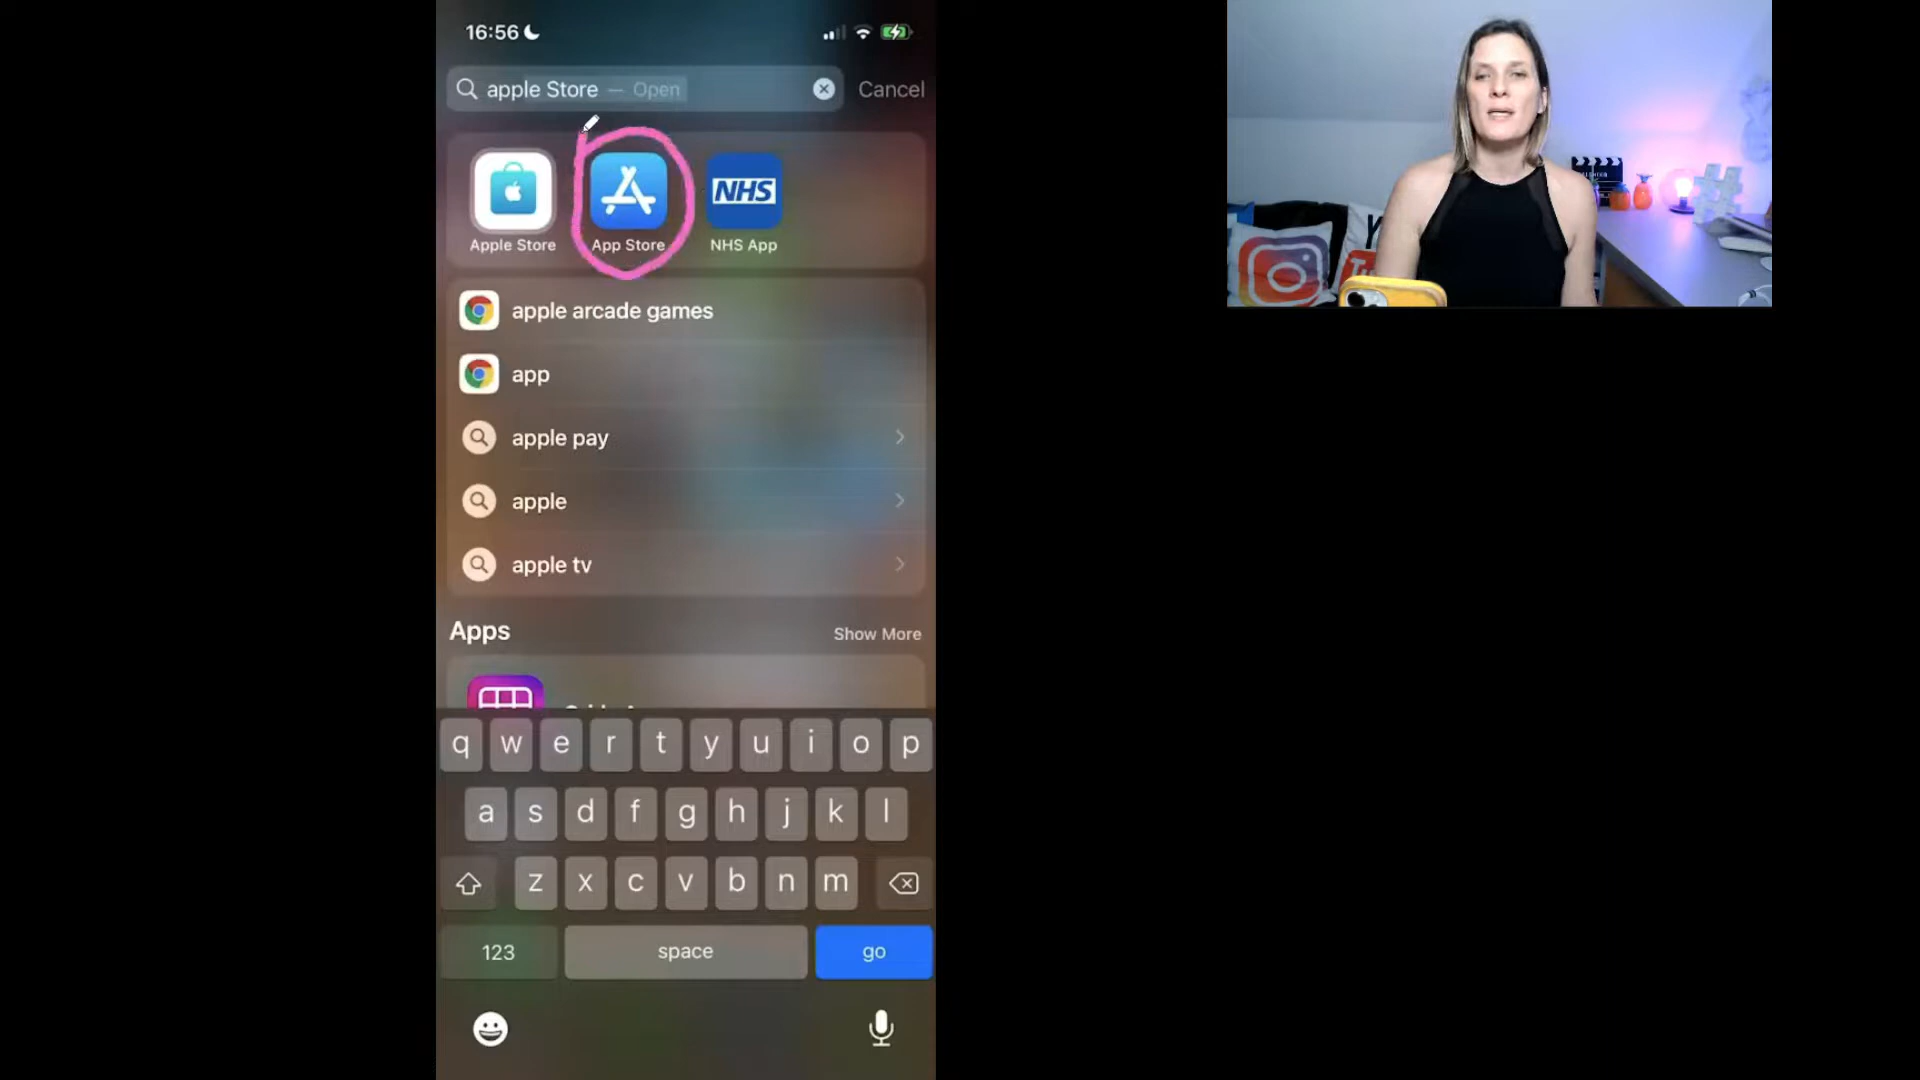 16:56
apple Store — Open
Cancel
Apple Store
App Store
NHS
NHS App
apple arcade games
app
apple pay
apple
apple tv
Apps
Show More
q w e r t y u i o p
a s d f g h j k l
z x c v b n m
123
space
go